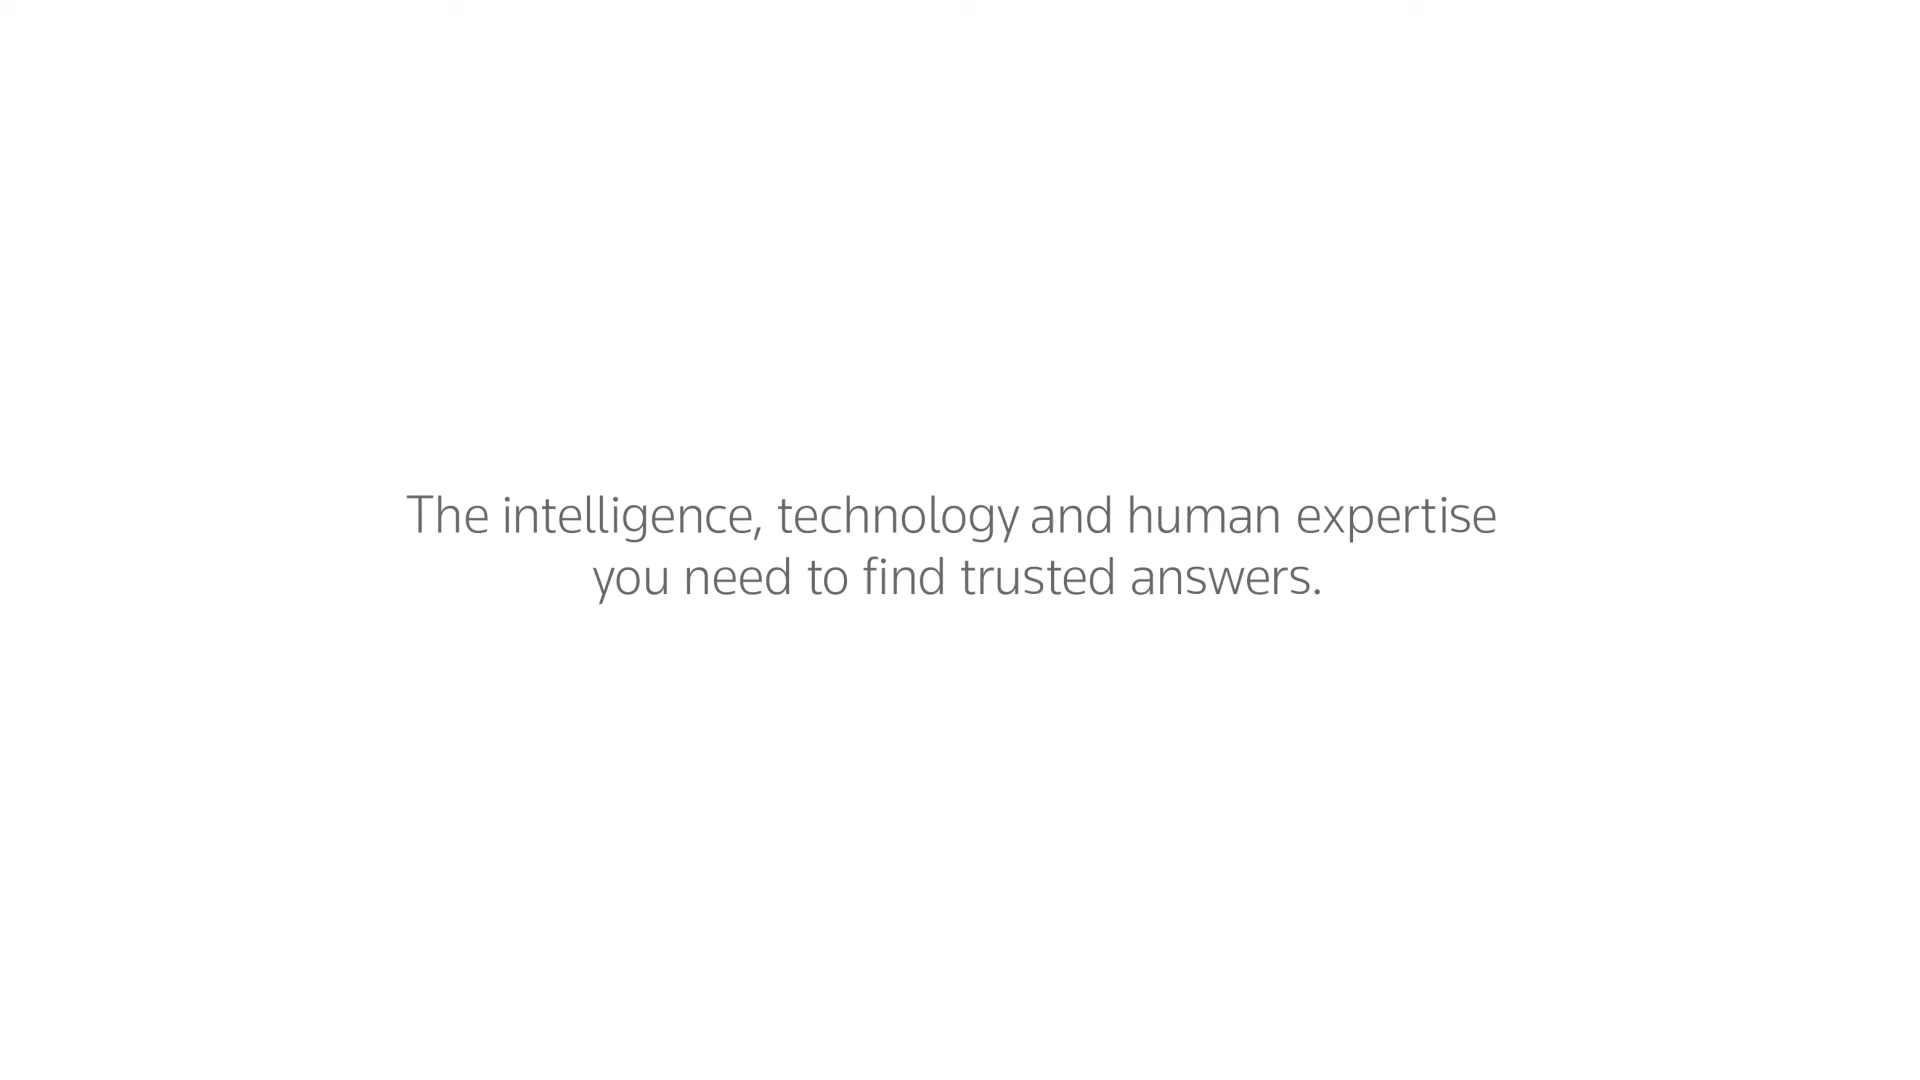 The intelligence, technology and human expertise
you need to find trusted answers.